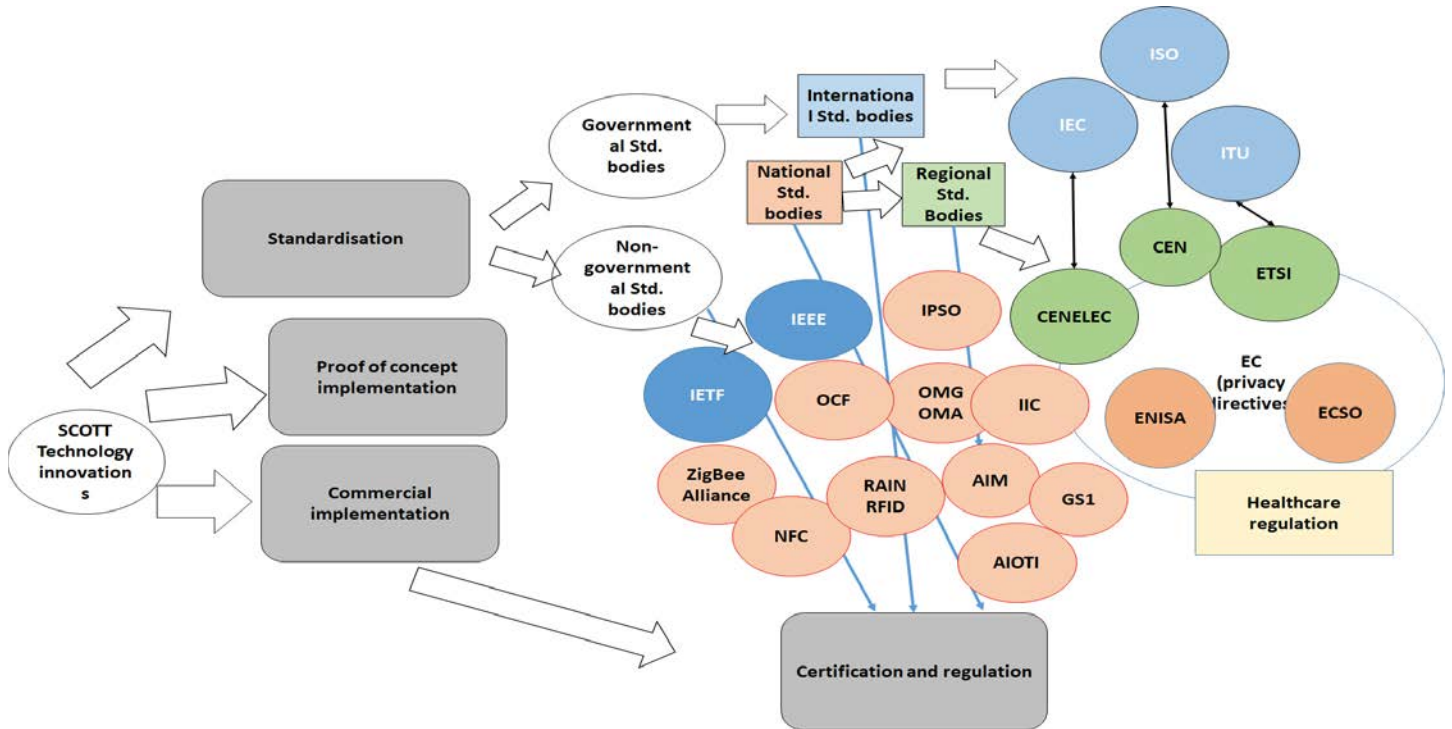 ISO
Internationa
l Std. bodies
IEC
Government
al Std.
bodies
ITU
National
Std.
bodies
Regional
Std.
Bodies
Standardisation
CEN
Non-
government
al Std.
bodies
ETSI
IEEE
IPSO
CENELEC
Proof of concept
implementation
EC
(privacy
directives
IETF
OCF
OMG
OMA
IIC
ENISA
ECSO
SCOTT
Technology
innovation
s
Commercial
implementation
ZigBee
Alliance
RAIN
RFID
AIM
GS1
Healthcare
regulation
NFC
AIOTI
Certification and regulation